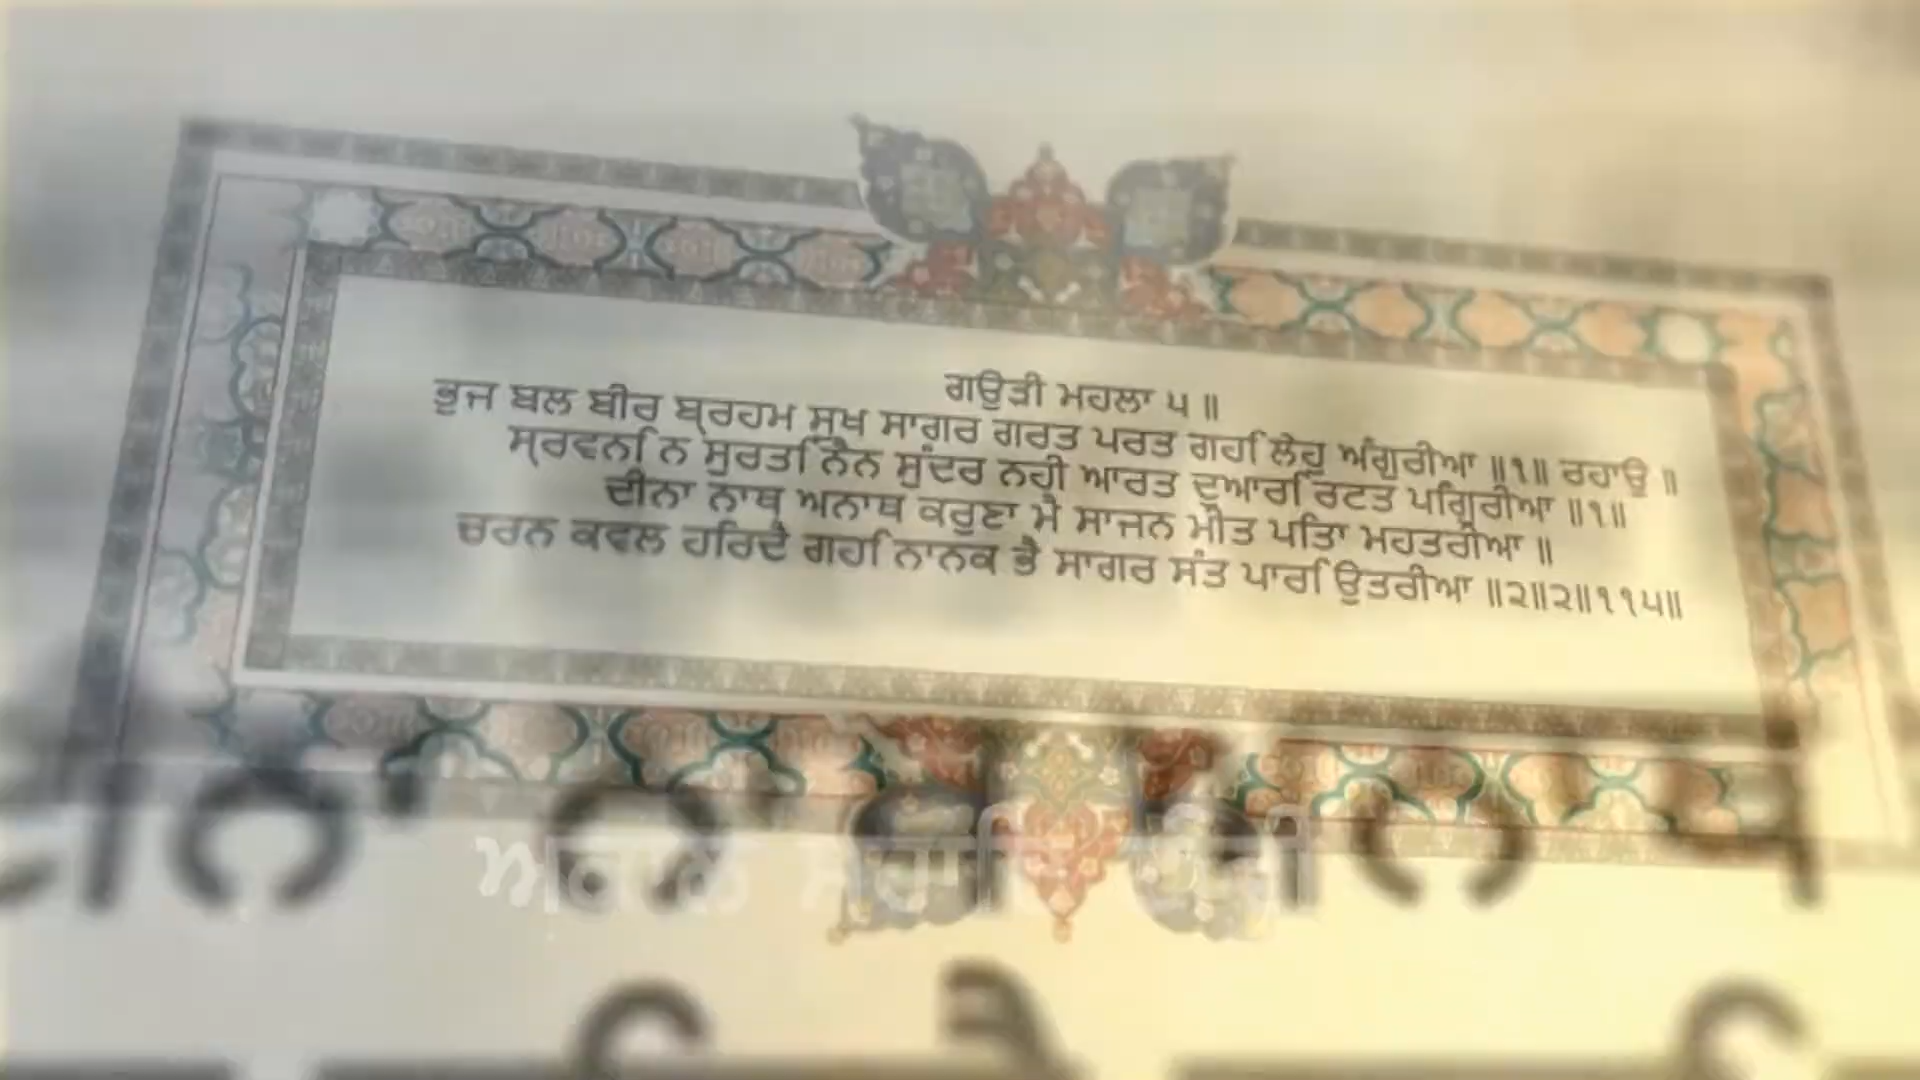 ਗਉੜੀ ਮਹਲਾ ੫ ॥
ਭੁਜ ਬਲ ਬੀਰ ਬ੍ਰਹਮ ਸੁਖ ਸਾਗਰ ਗਰਤ ਪਰਤ ਗਹਿ ਲੇਹੁ ਅੰਗੁਰੀਆ ॥੧॥ ਰਹਾਉ ॥
ਸ੍ਰਵਨਿ ਨ ਸੁਰਤਿ ਨੈਨ ਸੁੰਦਰ ਨਹੀ ਆਰਤ ਦੁਆਰਿ ਰਟਤ ਪਿੰਗੁਰੀਆ ॥੧॥
ਦੀਨਾ ਨਾਥ ਅਨਾਥ ਕਰੁਣਾ ਮੈ ਸਾਜਨ ਮੀਤ ਪਿਤਾ ਮਹਤਰੀਆ ॥
ਚਰਨ ਕਵਲ ਹਿਰਦੈ ਗਹਿ ਨਾਨਕ ਭੈ ਸਾਗਰ ਸੰਤ ਪਾਰਿ ਉਤਰੀਆ ॥੨॥੨॥੧੧੫॥
ਅਕਾਲ